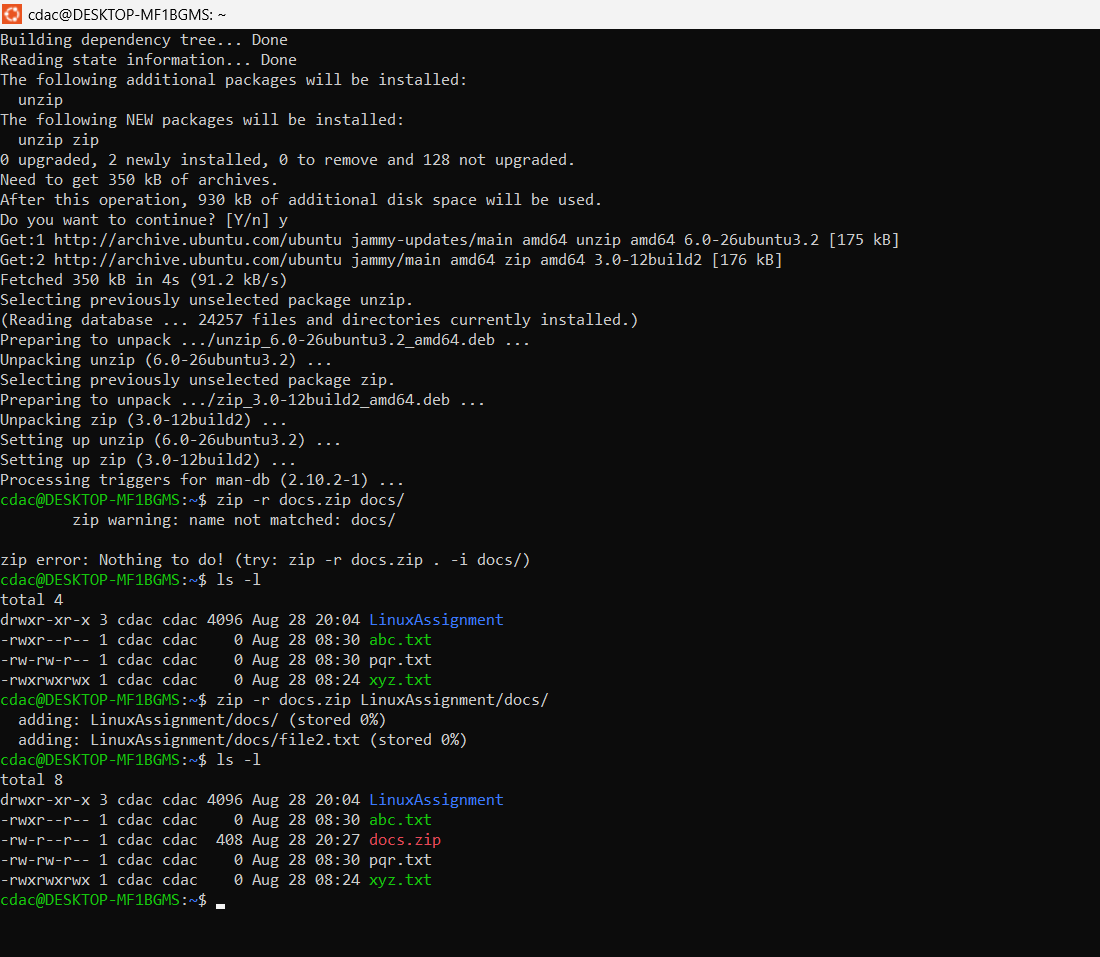 cdac@DESKTOP-MF1BGMS: ~
Building dependency tree... Done
Reading state information... Done
The following additional packages will be installed:
  unzip
The following NEW packages will be installed:
  unzip zip
0 upgraded, 2 newly installed, 0 to remove and 128 not upgraded.
Need to get 350 kB of archives.
After this operation, 930 kB of additional disk space will be used.
Do you want to continue? [Y/n] y
Get:1 http://archive.ubuntu.com/ubuntu jammy-updates/main amd64 unzip amd64 6.0-26ubuntu3.2 [175 kB]
Get:2 http://archive.ubuntu.com/ubuntu jammy/main amd64 zip amd64 3.0-12build2 [176 kB]
Fetched 350 kB in 4s (91.2 kB/s)
Selecting previously unselected package unzip.
(Reading database ... 24257 files and directories currently installed.)
Preparing to unpack .../unzip_6.0-26ubuntu3.2_amd64.deb ...
Unpacking unzip (6.0-26ubuntu3.2) ...
Selecting previously unselected package zip.
Preparing to unpack .../zip_3.0-12build2_amd64.deb ...
Unpacking zip (3.0-12build2) ...
Setting up unzip (6.0-26ubuntu3.2) ...
Setting up zip (3.0-12build2) ...
Processing triggers for man-db (2.10.2-1) ...
cdac@DESKTOP-MF1BGMS:~$ zip -r docs.zip docs/
        zip warning: name not matched: docs/

zip error: Nothing to do! (try: zip -r docs.zip . -i docs/)
cdac@DESKTOP-MF1BGMS:~$ ls -l
total 4
drwxr-xr-x 3 cdac cdac 4096 Aug 28 20:04 LinuxAssignment
-rwxr--r-- 1 cdac cdac    0 Aug 28 08:30 abc.txt
-rw-rw-r-- 1 cdac cdac    0 Aug 28 08:30 pqr.txt
-rwxrwxrwx 1 cdac cdac    0 Aug 28 08:24 xyz.txt
cdac@DESKTOP-MF1BGMS:~$ zip -r docs.zip LinuxAssignment/docs/
  adding: LinuxAssignment/docs/ (stored 0%)
  adding: LinuxAssignment/docs/file2.txt (stored 0%)
cdac@DESKTOP-MF1BGMS:~$ ls -l
total 8
drwxr-xr-x 3 cdac cdac 4096 Aug 28 20:04 LinuxAssignment
-rwxr--r-- 1 cdac cdac    0 Aug 28 08:30 abc.txt
-rw-r--r-- 1 cdac cdac  408 Aug 28 20:27 docs.zip
-rw-rw-r-- 1 cdac cdac    0 Aug 28 08:30 pqr.txt
-rwxrwxrwx 1 cdac cdac    0 Aug 28 08:24 xyz.txt
cdac@DESKTOP-MF1BGMS:~$